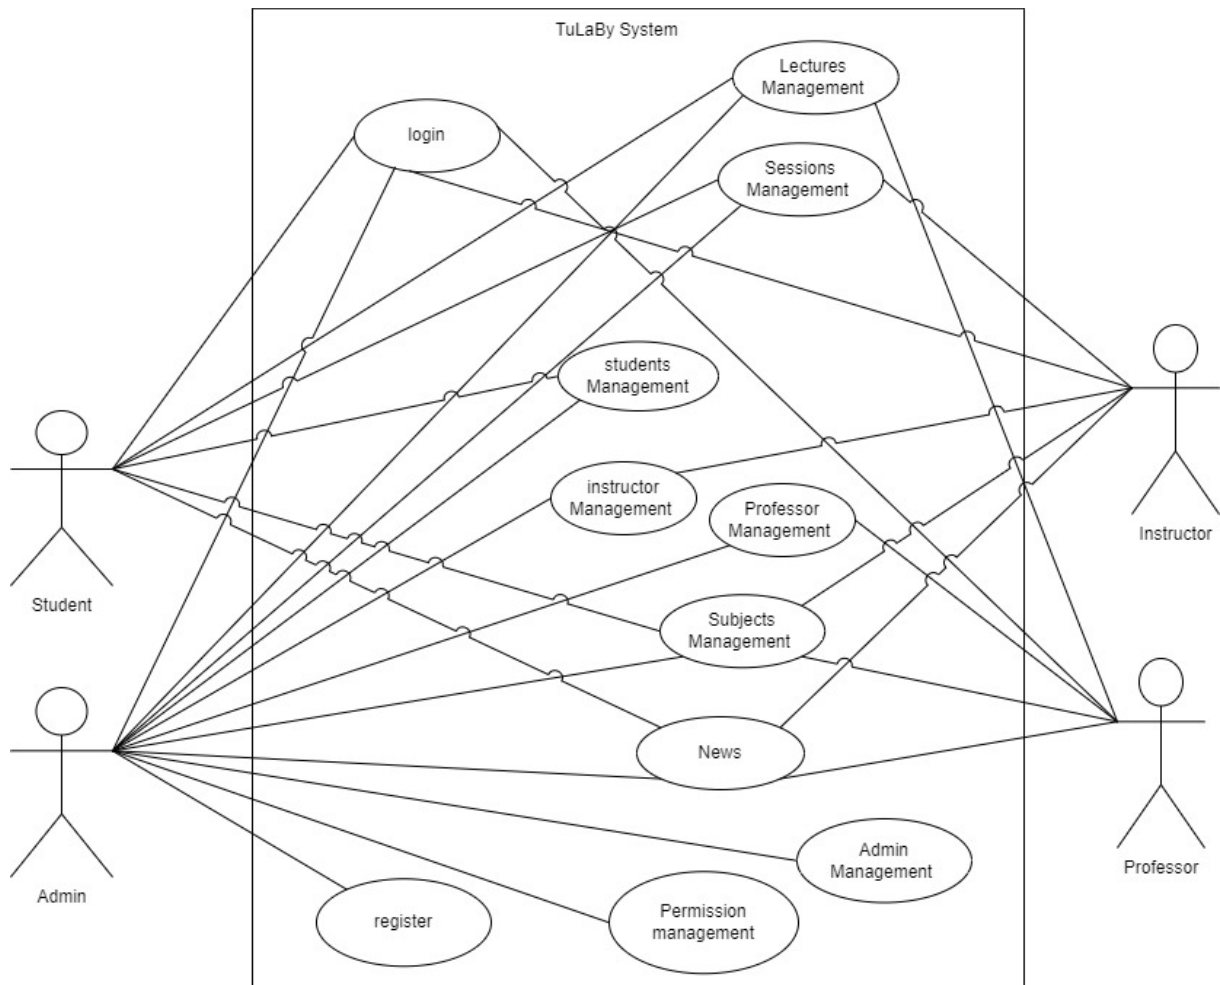 TuLaBy System
Lectures
Management
login
Sessions
Management
students
Management
instructor
Management
Professor
Management
Instructor
Student
Subjects
Management
News
Admin
Management
Professor
Admin
register
Permission
management